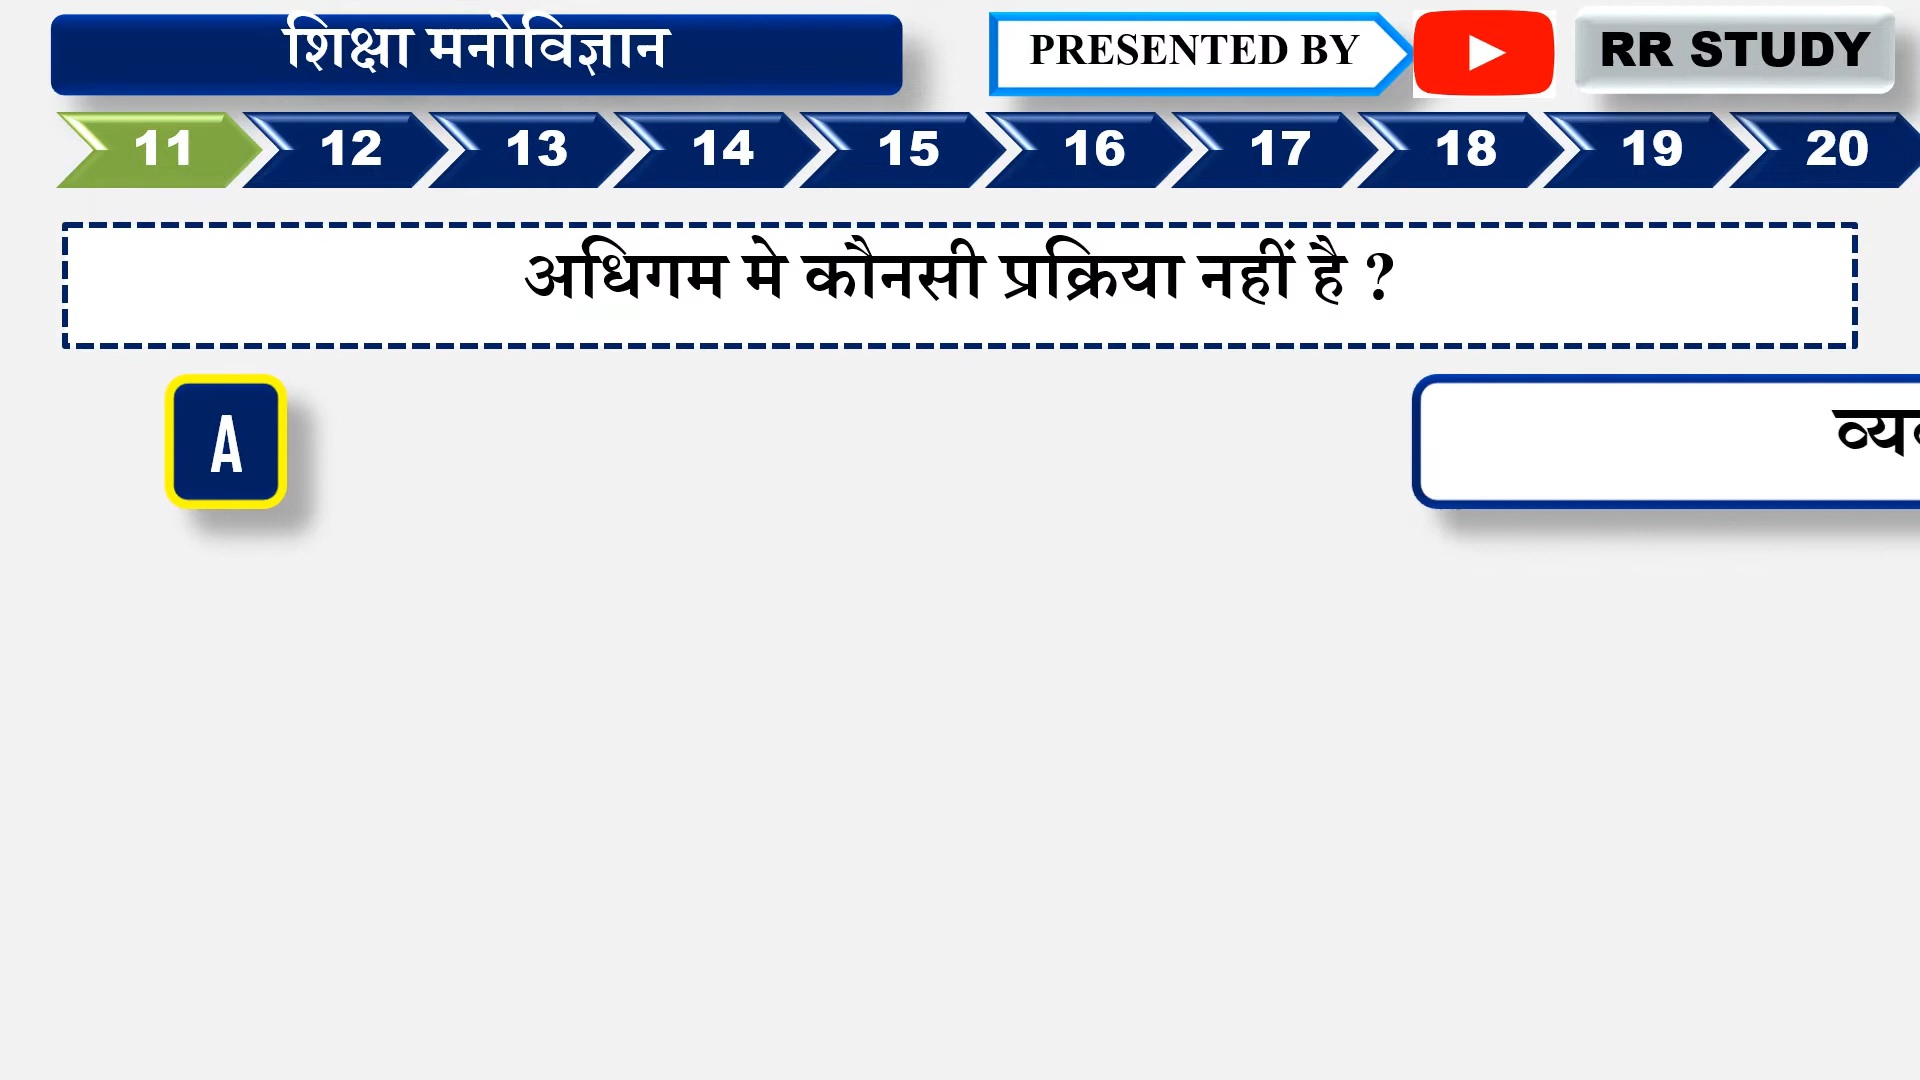 शिक्षा मनोविज्ञान
PRESENTED BY
RR STUDY
11 12 13 14 15 16 17 18 19 20
अधिगम मे कौनसी प्रक्रिया नहीं है ?
A